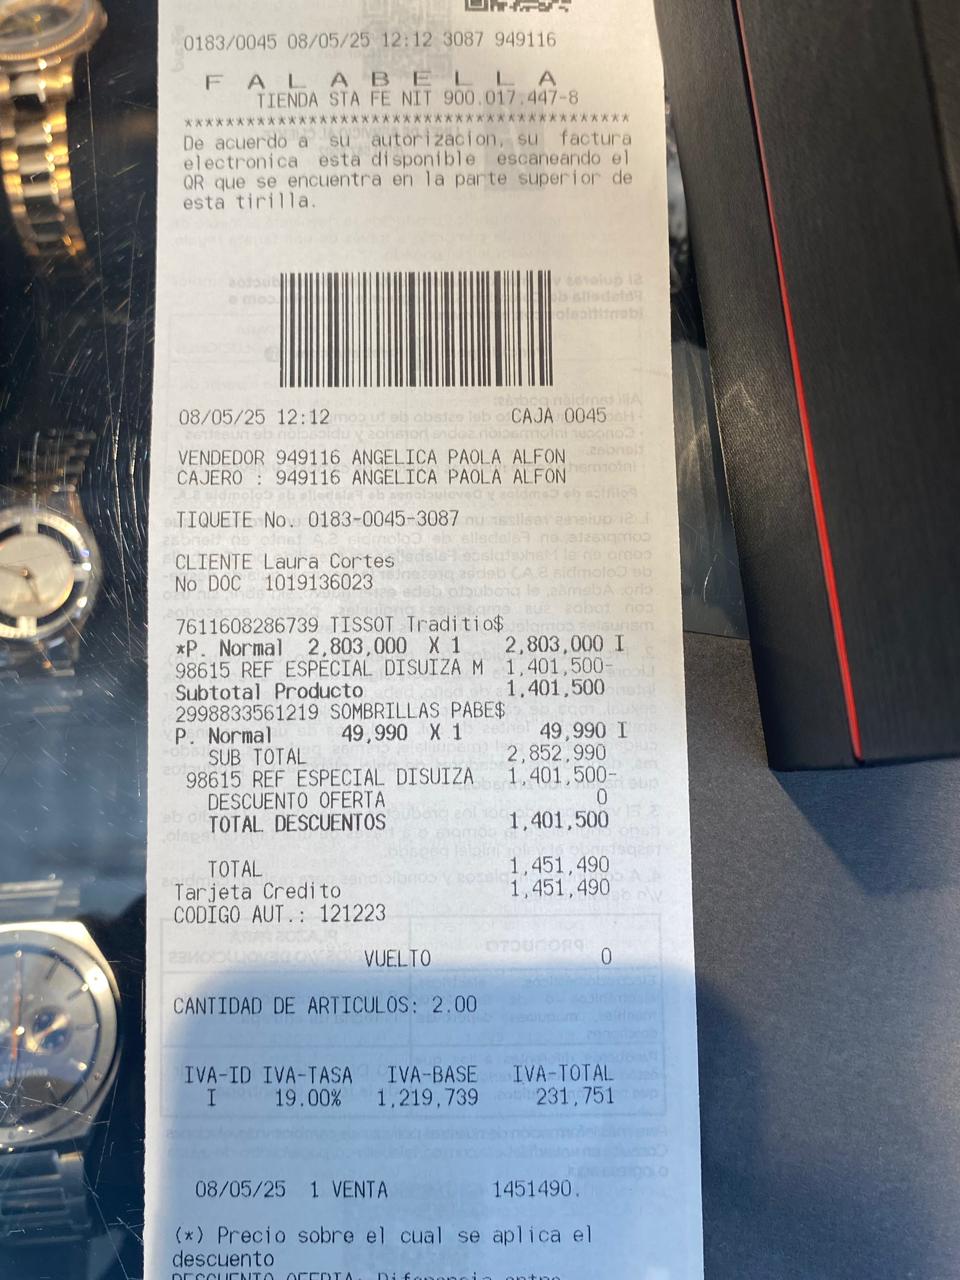 0183/0045 08/05/25 12:12 3087 949116
F A L A B E L L A
TIENDA STA FE NIT 900.017.447-8
******************************************
De acuerdo a su autorizacion, su factura
electronica esta disponible escaneando el
QR que se encuentra en la parte superior de
esta tirilla.
08/05/25 12:12 CAJA 0045
VENDEDOR 949116 ANGELICA PAOLA ALFON
CAJERO : 949116 ANGELICA PAOLA ALFON
TIQUETE No. 0183-0045-3087
CLIENTE Laura Cortes
No DOC 1019136023
7611608286739 TISSOT Traditio$
*P. Normal 2,803,000 X 1 2,803,000 I
98615 REF ESPECIAL DISUIZA M 1,401,500-
Subtotal Producto 1,401,500
2998833561219 SOMBRILLAS PABE$
P. Normal 49,990 X 1 49,990 I
SUB TOTAL 2,852,990
98615 REF ESPECIAL DISUIZA 1,401,500-
DESCUENTO OFERTA 0
TOTAL DESCUENTOS 1,401,500
TOTAL 1,451,490
Tarjeta Credito 1,451,490
CODIGO AUT.: 121223
VUELTO 0
CANTIDAD DE ARTICULOS: 2.00
IVA-ID IVA-TASA IVA-BASE IVA-TOTAL
I 19.00% 1,219,739 231,751
08/05/25 1 VENTA 1451490.
(*) Precio sobre el cual se aplica el
descuento
DESCUENTO OFERTA: Diferencia entre